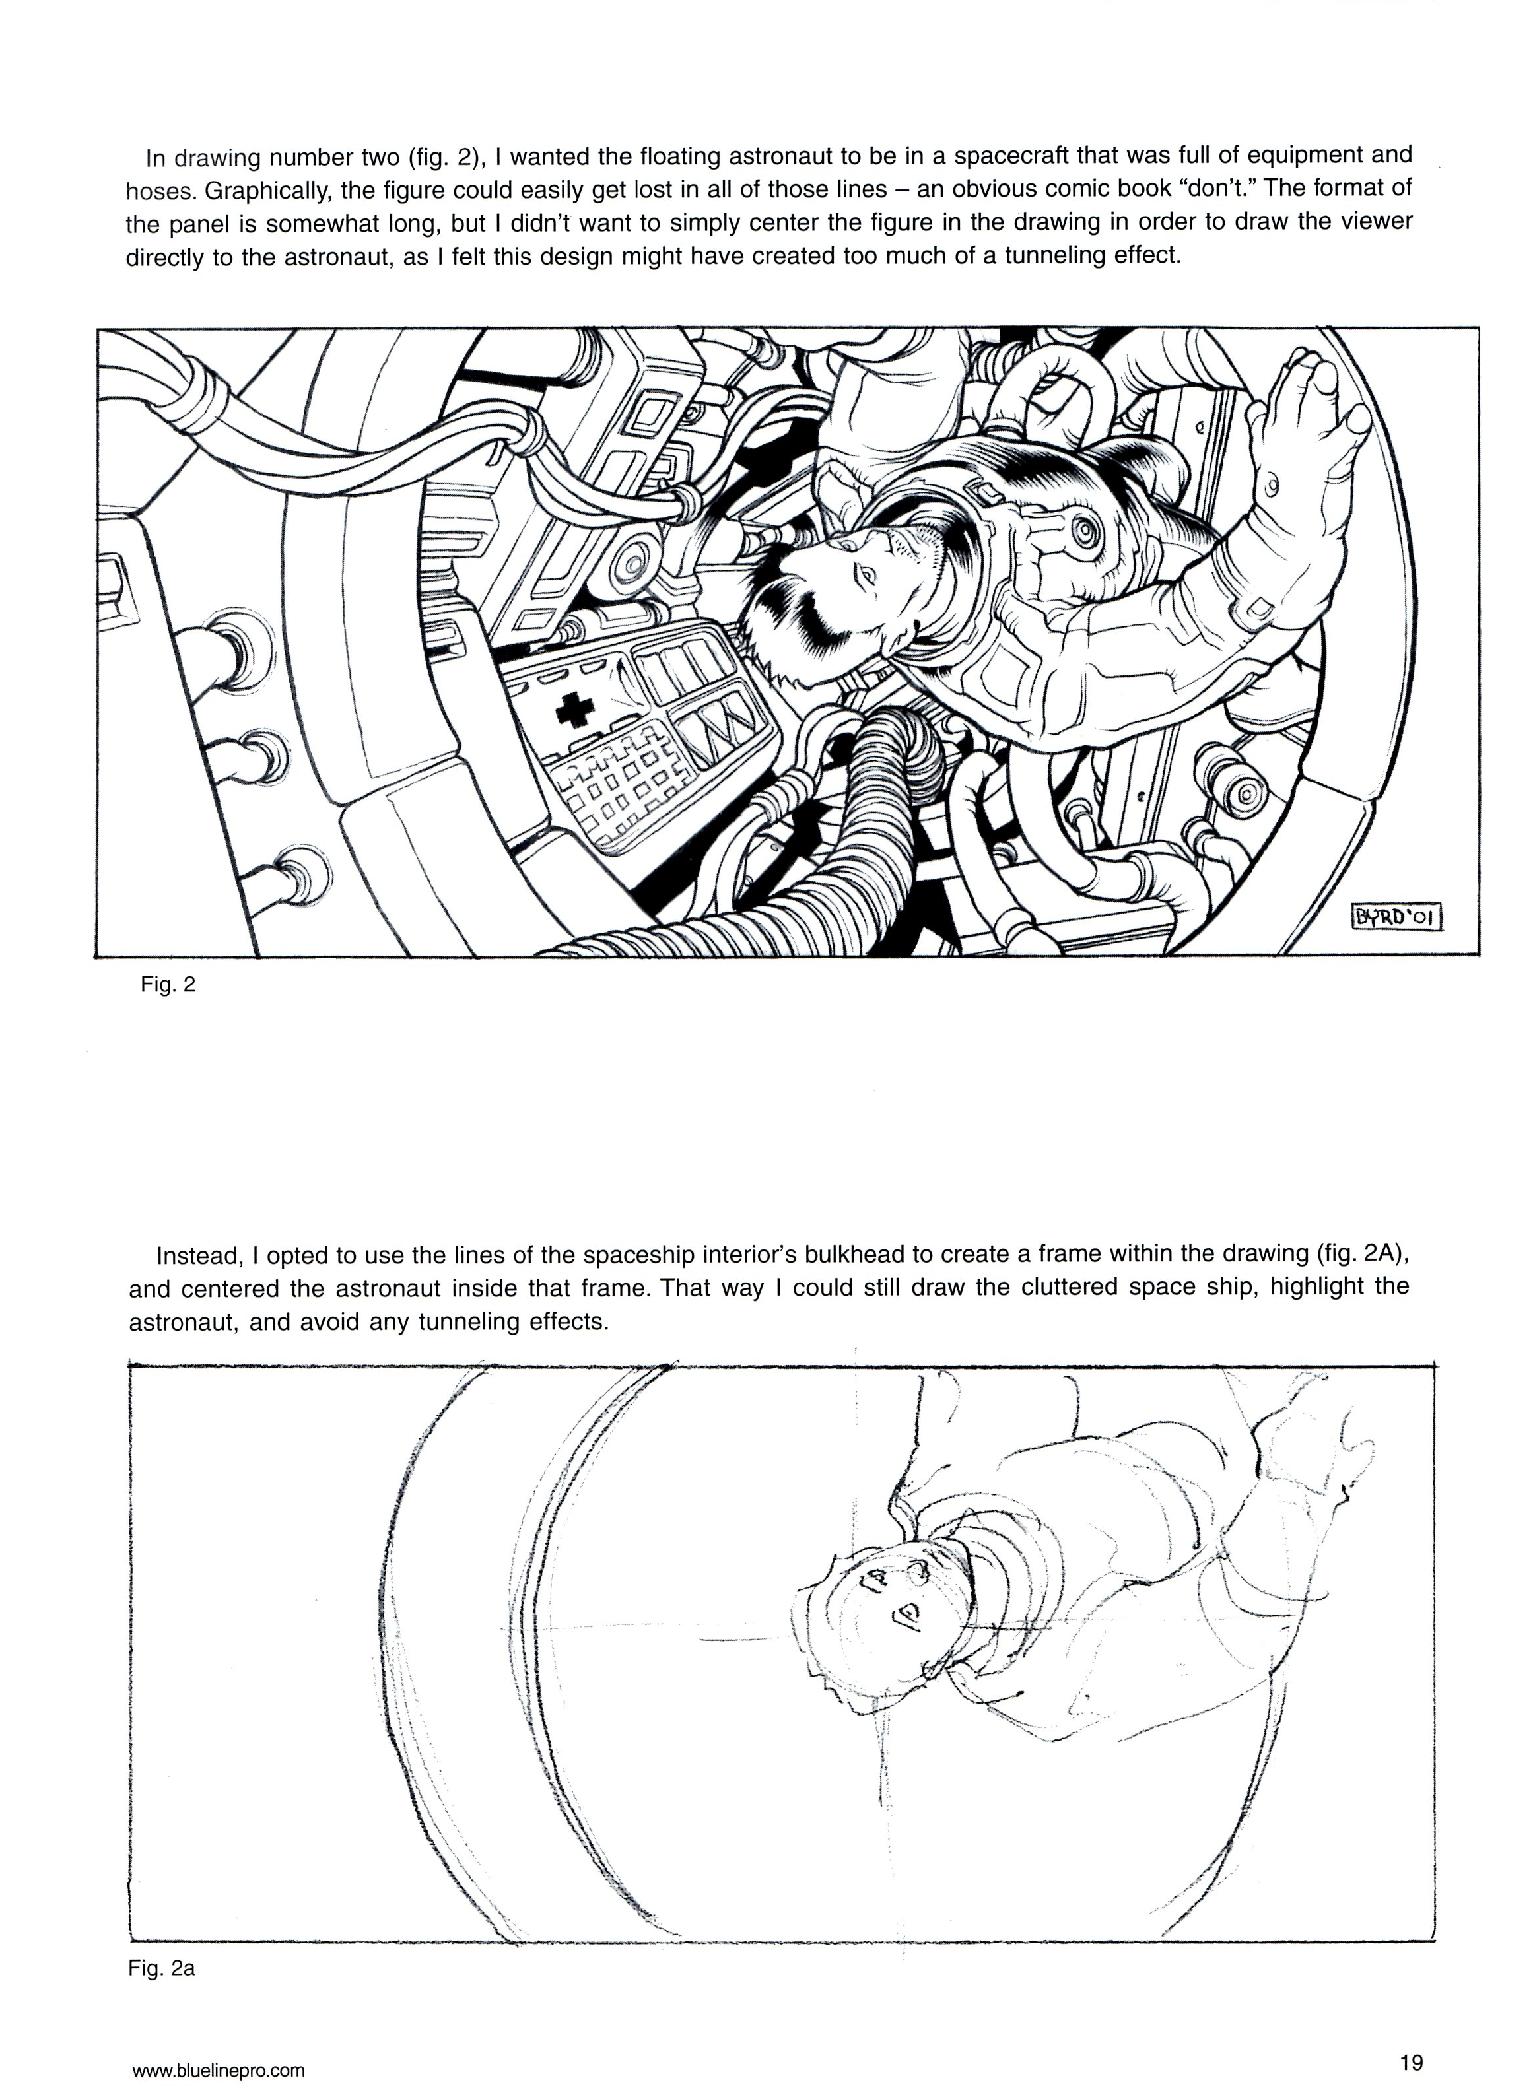 In drawing number two (fig. 2), I wanted the floating astronaut to be in a spacecraft that was full of equipment and
hoses. Graphically, the figure could easily get lost in all of those lines – an obvious comic book “don’t.” The format of
the panel is somewhat long, but I didn’t want to simply center the figure in the drawing in order to draw the viewer
directly to the astronaut, as I felt this design might have created too much of a tunneling effect.
BYRD'01
Fig. 2
Instead, I opted to use the lines of the spaceship interior’s bulkhead to create a frame within the drawing (fig. 2A),
and centered the astronaut inside that frame. That way I could still draw the cluttered space ship, highlight the
astronaut, and avoid any tunneling effects.
Fig. 2a
www.bluelinepro.com
19